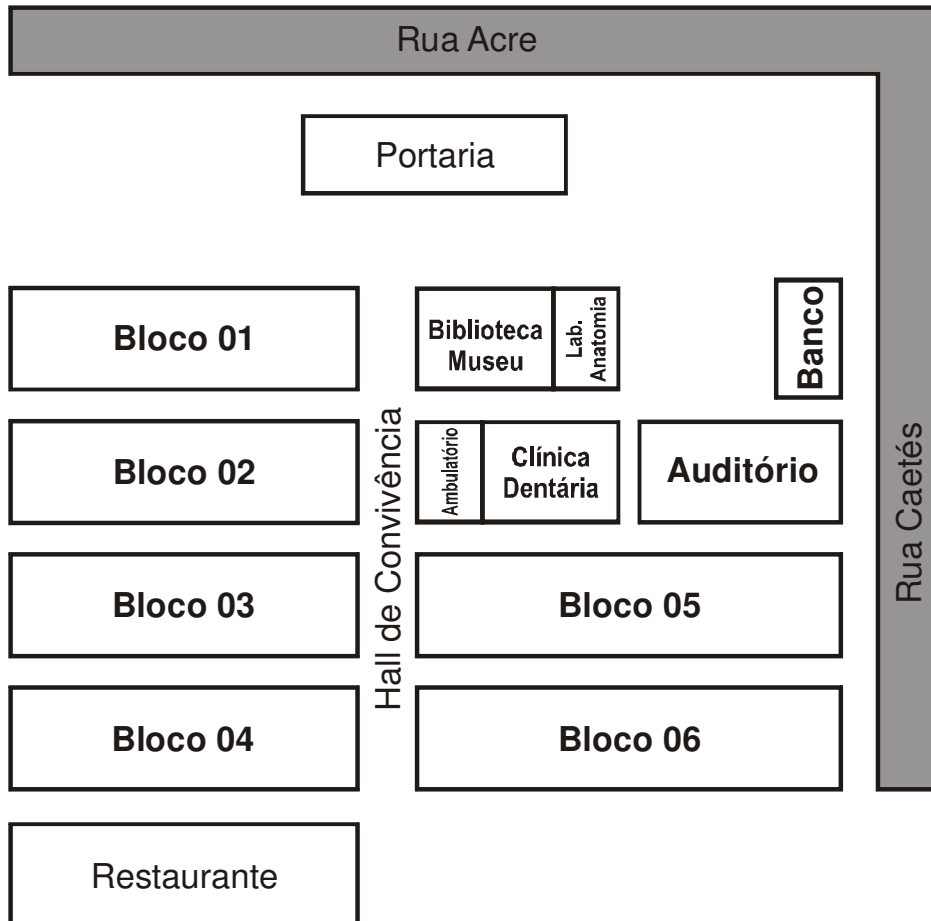 Rua Acre
Portaria
Bloco 01
Biblioteca
Museu
Lab.
Anatomia
Banco
Bloco 02
Hall de Convivência
Ambulatório
Clínica
Dentária
Auditório
Rua Caetés
Bloco 03
Bloco 05
Bloco 04
Bloco 06
Restaurante